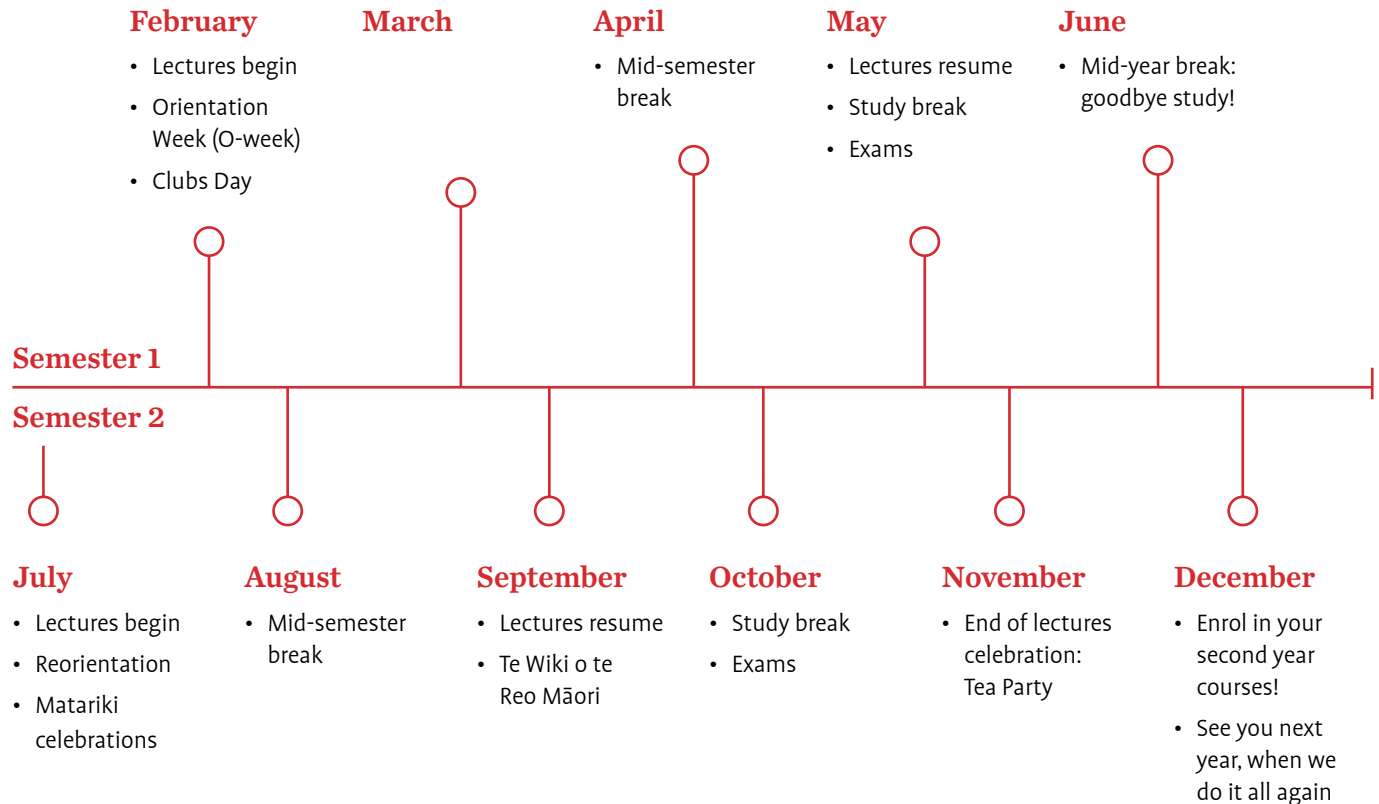 February
• Lectures begin
• Orientation
Week (O-week)
• Clubs Day
March
April
• Mid-semester
break
May
• Lectures resume
• Study break
• Exams
June
• Mid-year break:
goodbye study!
Semester 1
Semester 2
July
• Lectures begin
• Reorientation
• Matariki
celebrations
August
• Mid-semester
break
September
• Lectures resume
• Te Wiki o te
Reo Māori
October
• Study break
• Exams
November
• End of lectures
celebration:
Tea Party
December
• Enrol in your
second year
courses!
• See you next
year, when we
do it all again